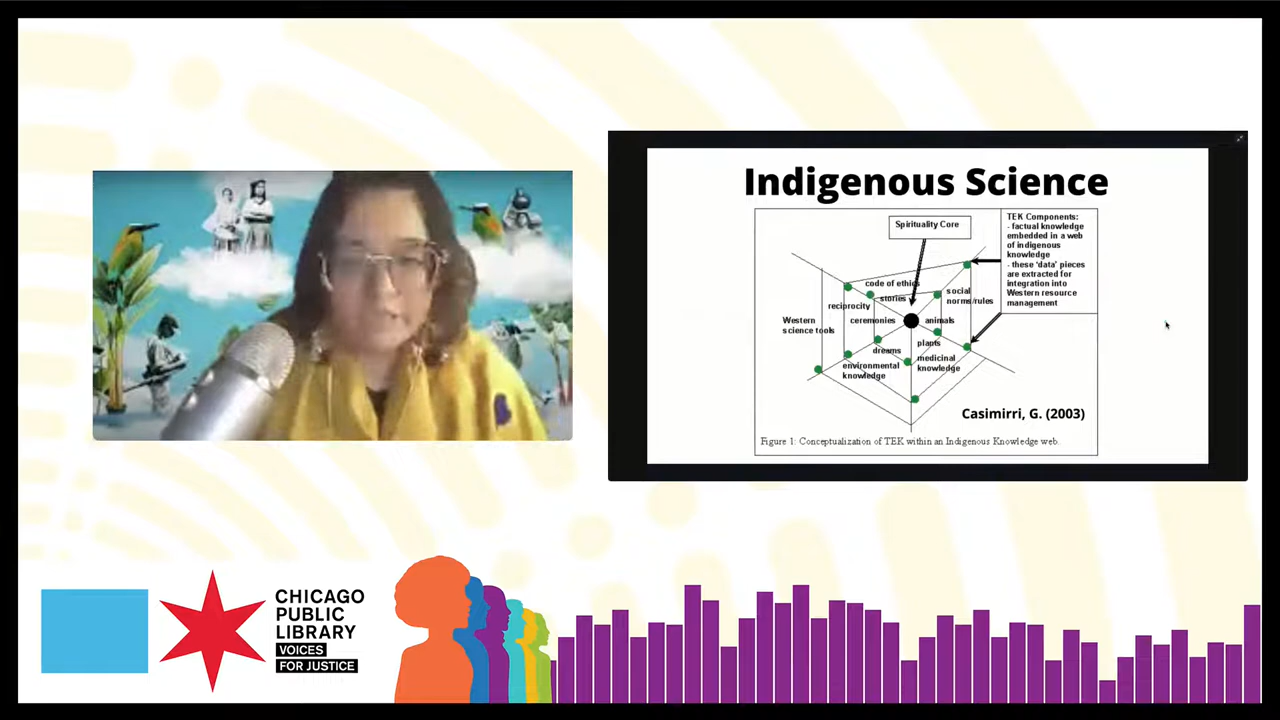 Indigenous Science
Spirituality Core
TEK Components:
- factual knowledge
embedded in a web
of indigenous
knowledge
- these 'data' pieces
are extracted for
integration into
Western resource
management
code of ethics
stories
social
norms/rules
reciprocity
Western
science tools
ceremonies
animals
plants
dreams
medicinal
knowledge
environmental
knowledge
Casimirri, G. (2003)
Figure 1: Conceptualization of TEK within an Indigenous Knowledge web.
CHICAGO
PUBLIC
LIBRARY
VOICES
FOR JUSTICE